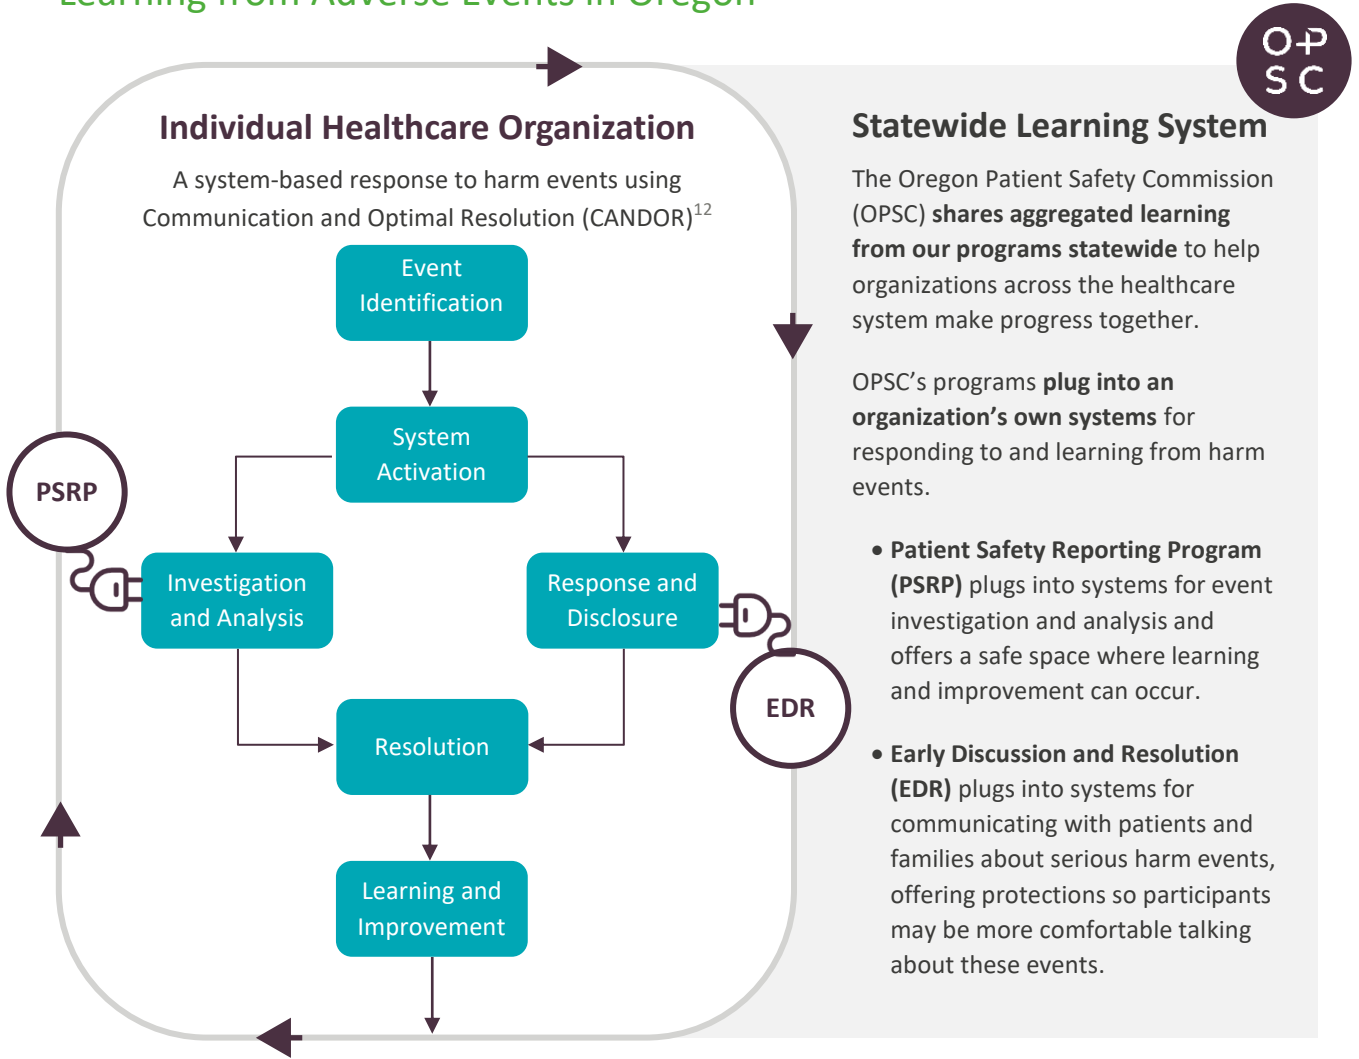 Learning from Adverse Events in Oregon
O+P
SC
Individual Healthcare Organization
A system-based response to harm events using
Communication and Optimal Resolution (CANDOR)12
Event
Identification
System
Activation
PSRP
Investigation
and Analysis
Response and
Disclosure
EDR
Resolution
Learning and
Improvement
Statewide Learning System
The Oregon Patient Safety Commission
(OPSC) shares aggregated learning
from our programs statewide to help
organizations across the healthcare
system make progress together.
OPSC’s programs plug into an
organization’s own systems for
responding to and learning from harm
events.
• Patient Safety Reporting Program
(PSRP) plugs into systems for event
investigation and analysis and
offers a safe space where learning
and improvement can occur.
• Early Discussion and Resolution
(EDR) plugs into systems for
communicating with patients and
families about serious harm events,
offering protections so participants
may be more comfortable talking
about these events.